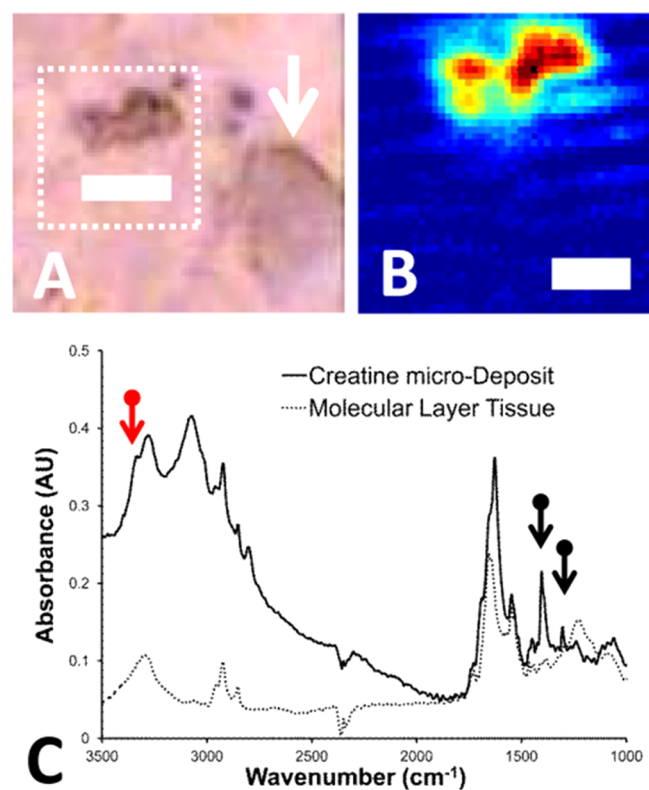 A
B
0.5
0.4
0.3
0.2
0.1
0
Absorbance (AU)
Creatine micro-Deposit
Molecular Layer Tissue
3500 3000 2500 2000 1500 1000
Wavenumber (cm-1)
C